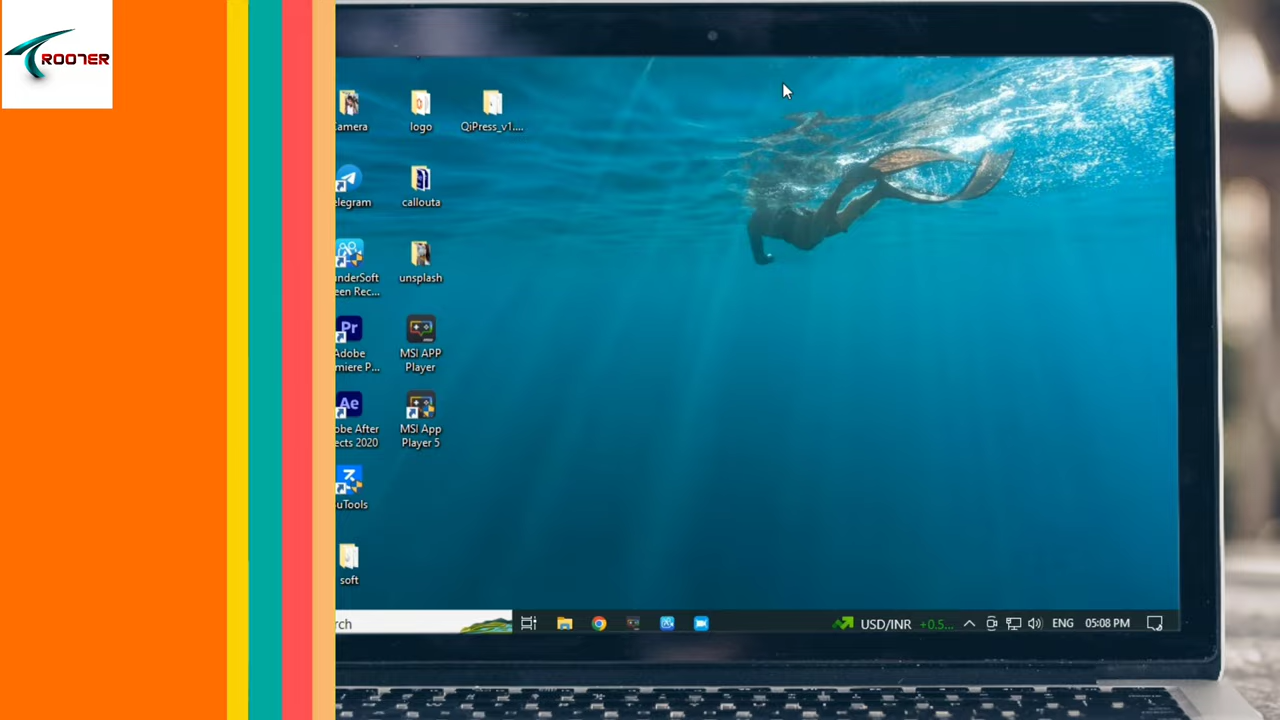 TROOTER
amera
logo
QiPress_v1....
elegram
callouta
underSoft
een Rec...
unsplash
Pr
Adobe
miere P...
MSI APP
Player
Ae
obe After
ects 2020
MSI App
Player 5
uTools
soft
rch
USD/INR +0.5...
ENG
05:08 PM